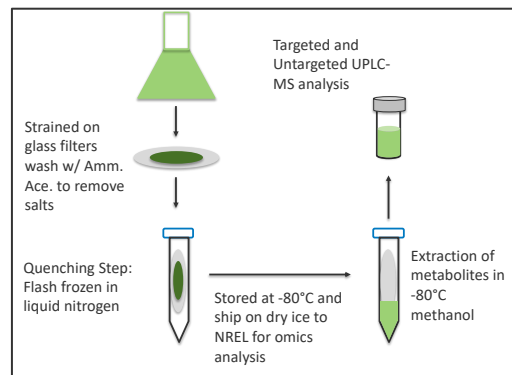 Targeted and
Untargeted UPLC-
MS analysis
Strained on
glass filters
wash w/ Amm.
Ace. to remove
salts
Quenching Step:
Flash frozen in
liquid nitrogen
Stored at -80°C and
ship on dry ice to
NREL for omics
analysis
Extraction of
metabolites in
-80°C
methanol